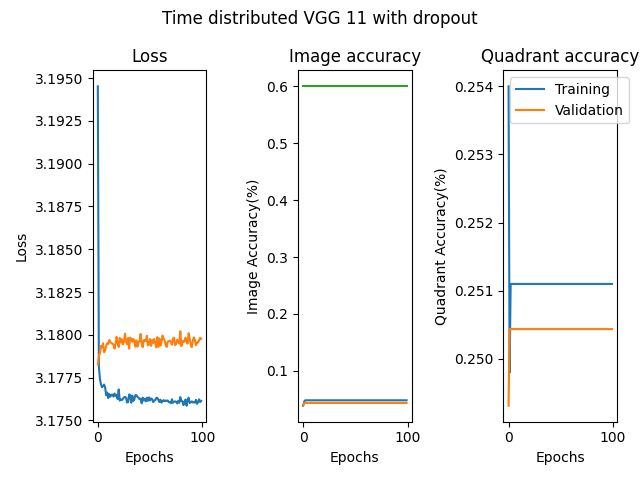 Time distributed VGG 11 with dropout
Loss
Image accuracy
Quadrant accuracy
3.1950
3.1925
3.1900
3.1875
3.1850
3.1825
3.1800
3.1775
3.1750
Loss
0
100
Epochs
0.6
0.5
0.4
0.3
0.2
0.1
Image Accuracy(%)
0
100
Epochs
0.254
0.253
0.252
0.251
0.250
Quadrant Accuracy(%)
Training
Validation
0
100
Epochs